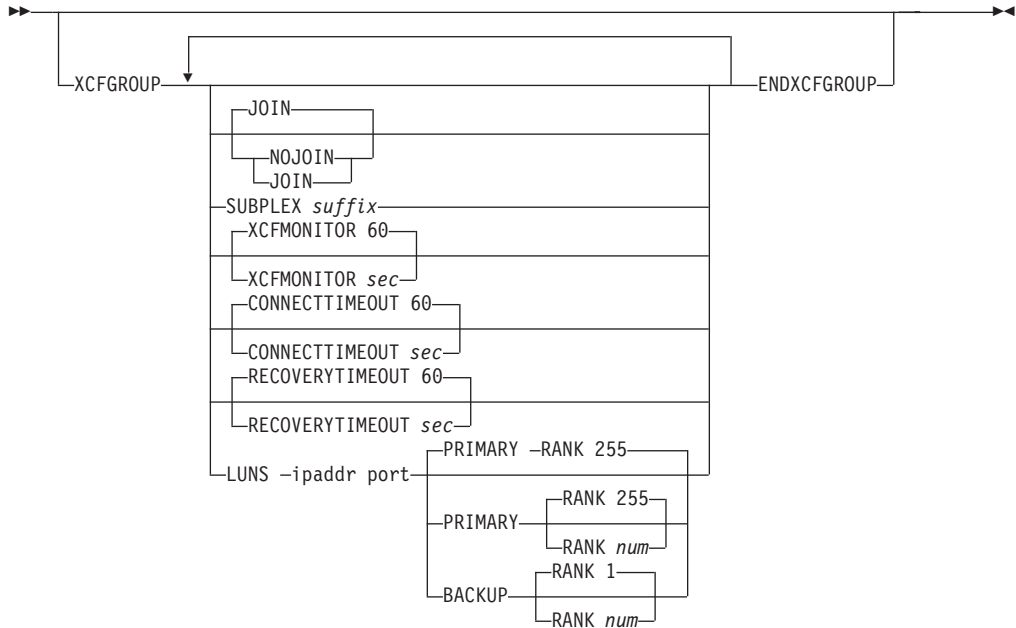 XCFGROUP ENDXCFGROUP
JOIN
NOJOIN
JOIN
SUBPLEX suffix
XCFMONITOR 60
XCFMONITOR sec
CONNECTTIMEOUT 60
CONNECTTIMEOUT sec
RECOVERYTIMEOUT 60
RECOVERYTIMEOUT sec
PRIMARY RANK 255
LUNS ipaddr port
RANK 255
PRIMARY
RANK num
RANK 1
BACKUP
RANK num